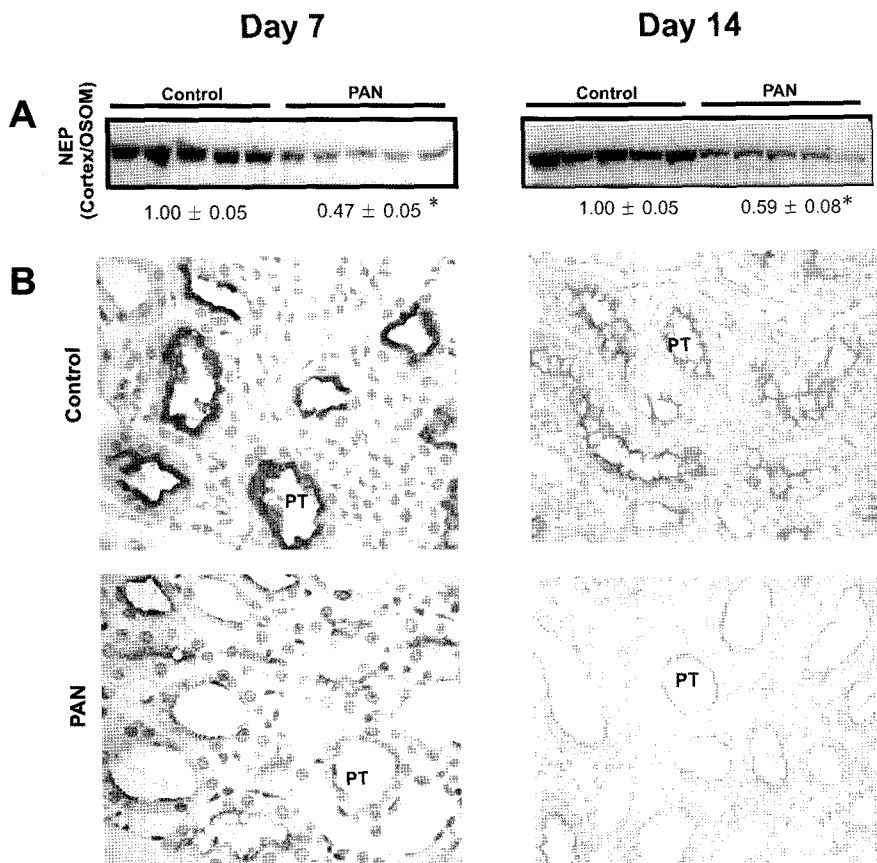 Day 7 Day 14
Control PAN Control PAN
A
NEP
(Cortex/OSOM)
1.00 ± 0.05 0.47 ± 0.05 * 1.00 ± 0.05 0.59 ± 0.08*
B
Control
PT
PT
PAN
PT
PT